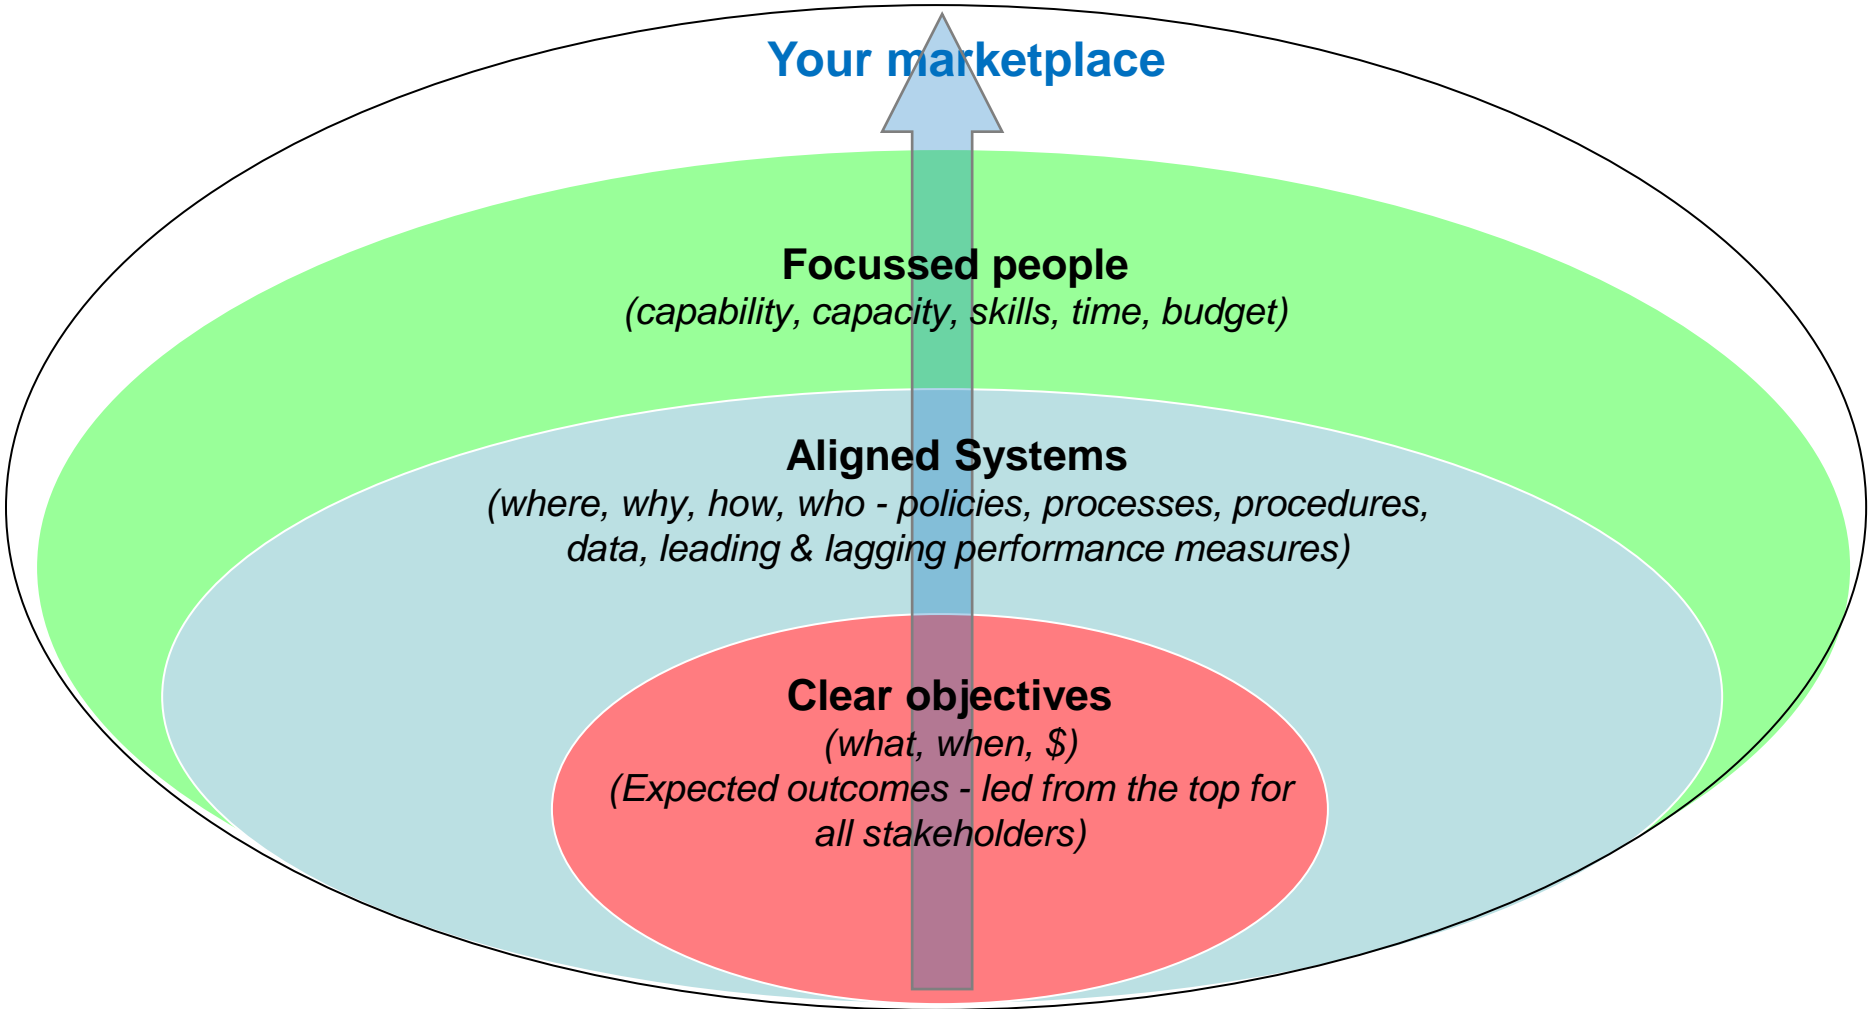 Your marketplace
Focussed people
(capability, capacity, skills, time, budget)
Aligned Systems
(where, why, how, who - policies, processes, procedures,
data, leading & lagging performance measures)
Clear objectives
(what, when, $)
(Expected outcomes - led from the top for
all stakeholders)